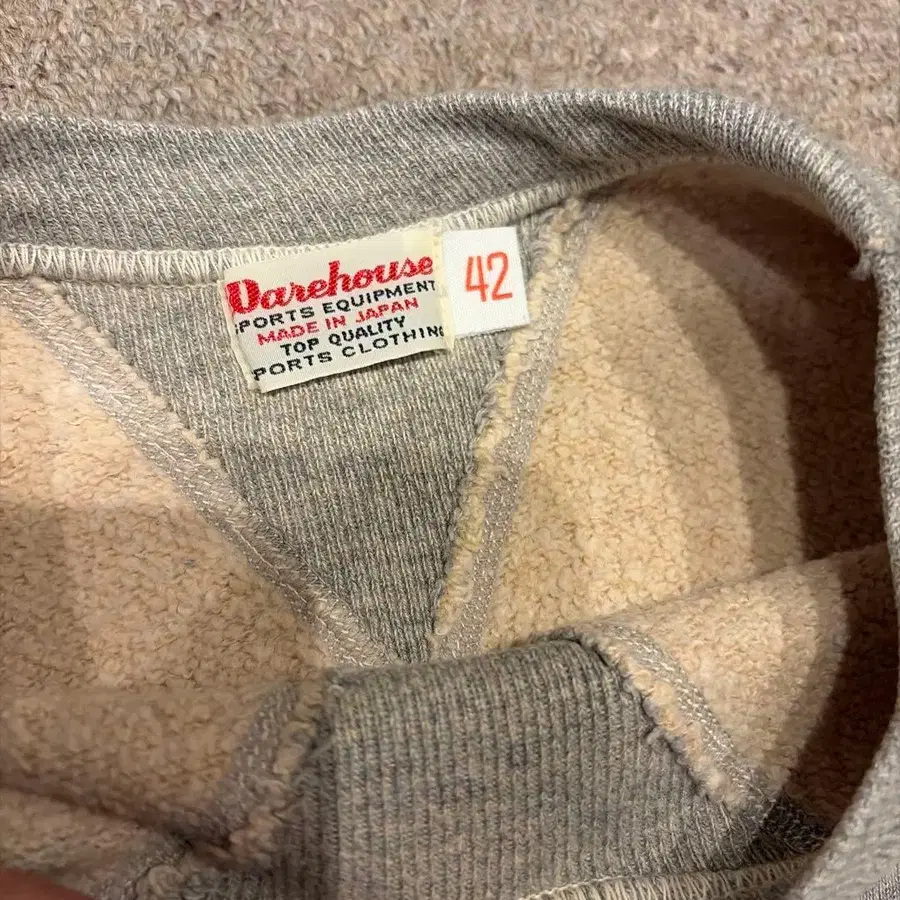 Warehouse
SPORTS EQUIPMENT
MADE IN JAPAN
TOP QUALITY
SPORTS CLOTHING
42